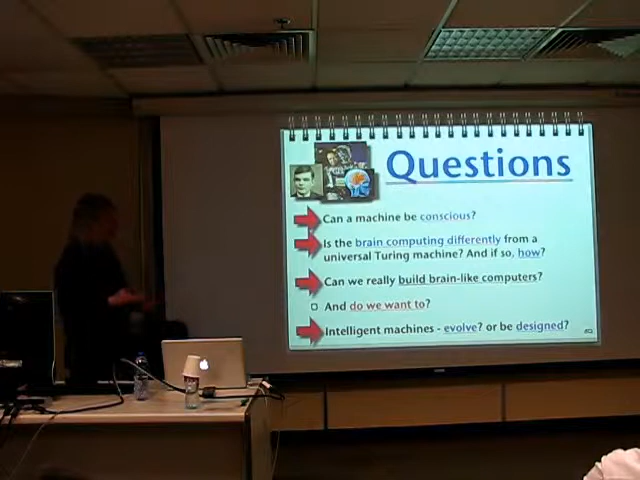 Questions
Can a machine be conscious?
Is the brain computing differently from a
universal Turing machine? And if so, how?
Can we really build brain-like computers?
And do we want to?
Intelligent machines - evolve? or be designed?